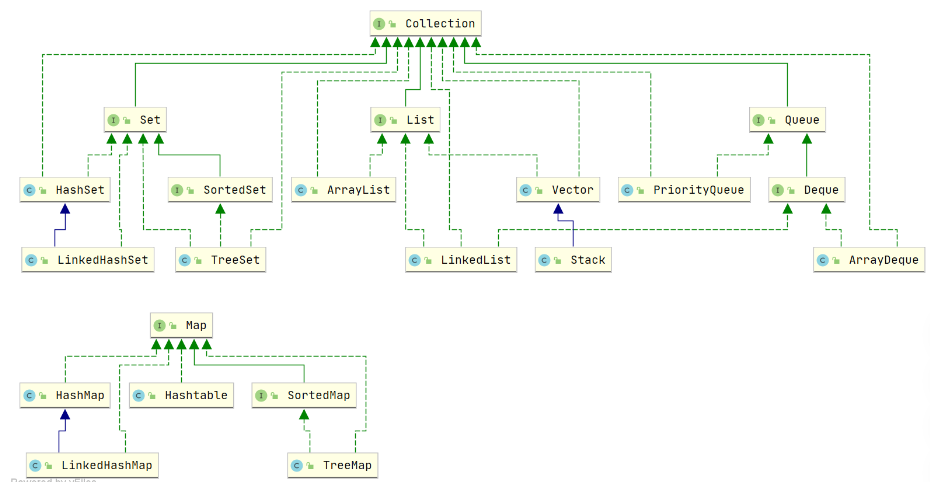 I Collection
I Set
I List
I Queue
C HashSet
I SortedSet
C ArrayList
C Vector
C PriorityQueue
I Deque
C LinkedHashSet
C TreeSet
C LinkedList
C Stack
C ArrayDeque
I Map
C HashMap
C Hashtable
I SortedMap
C LinkedHashMap
C TreeMap
Powered by yFiles